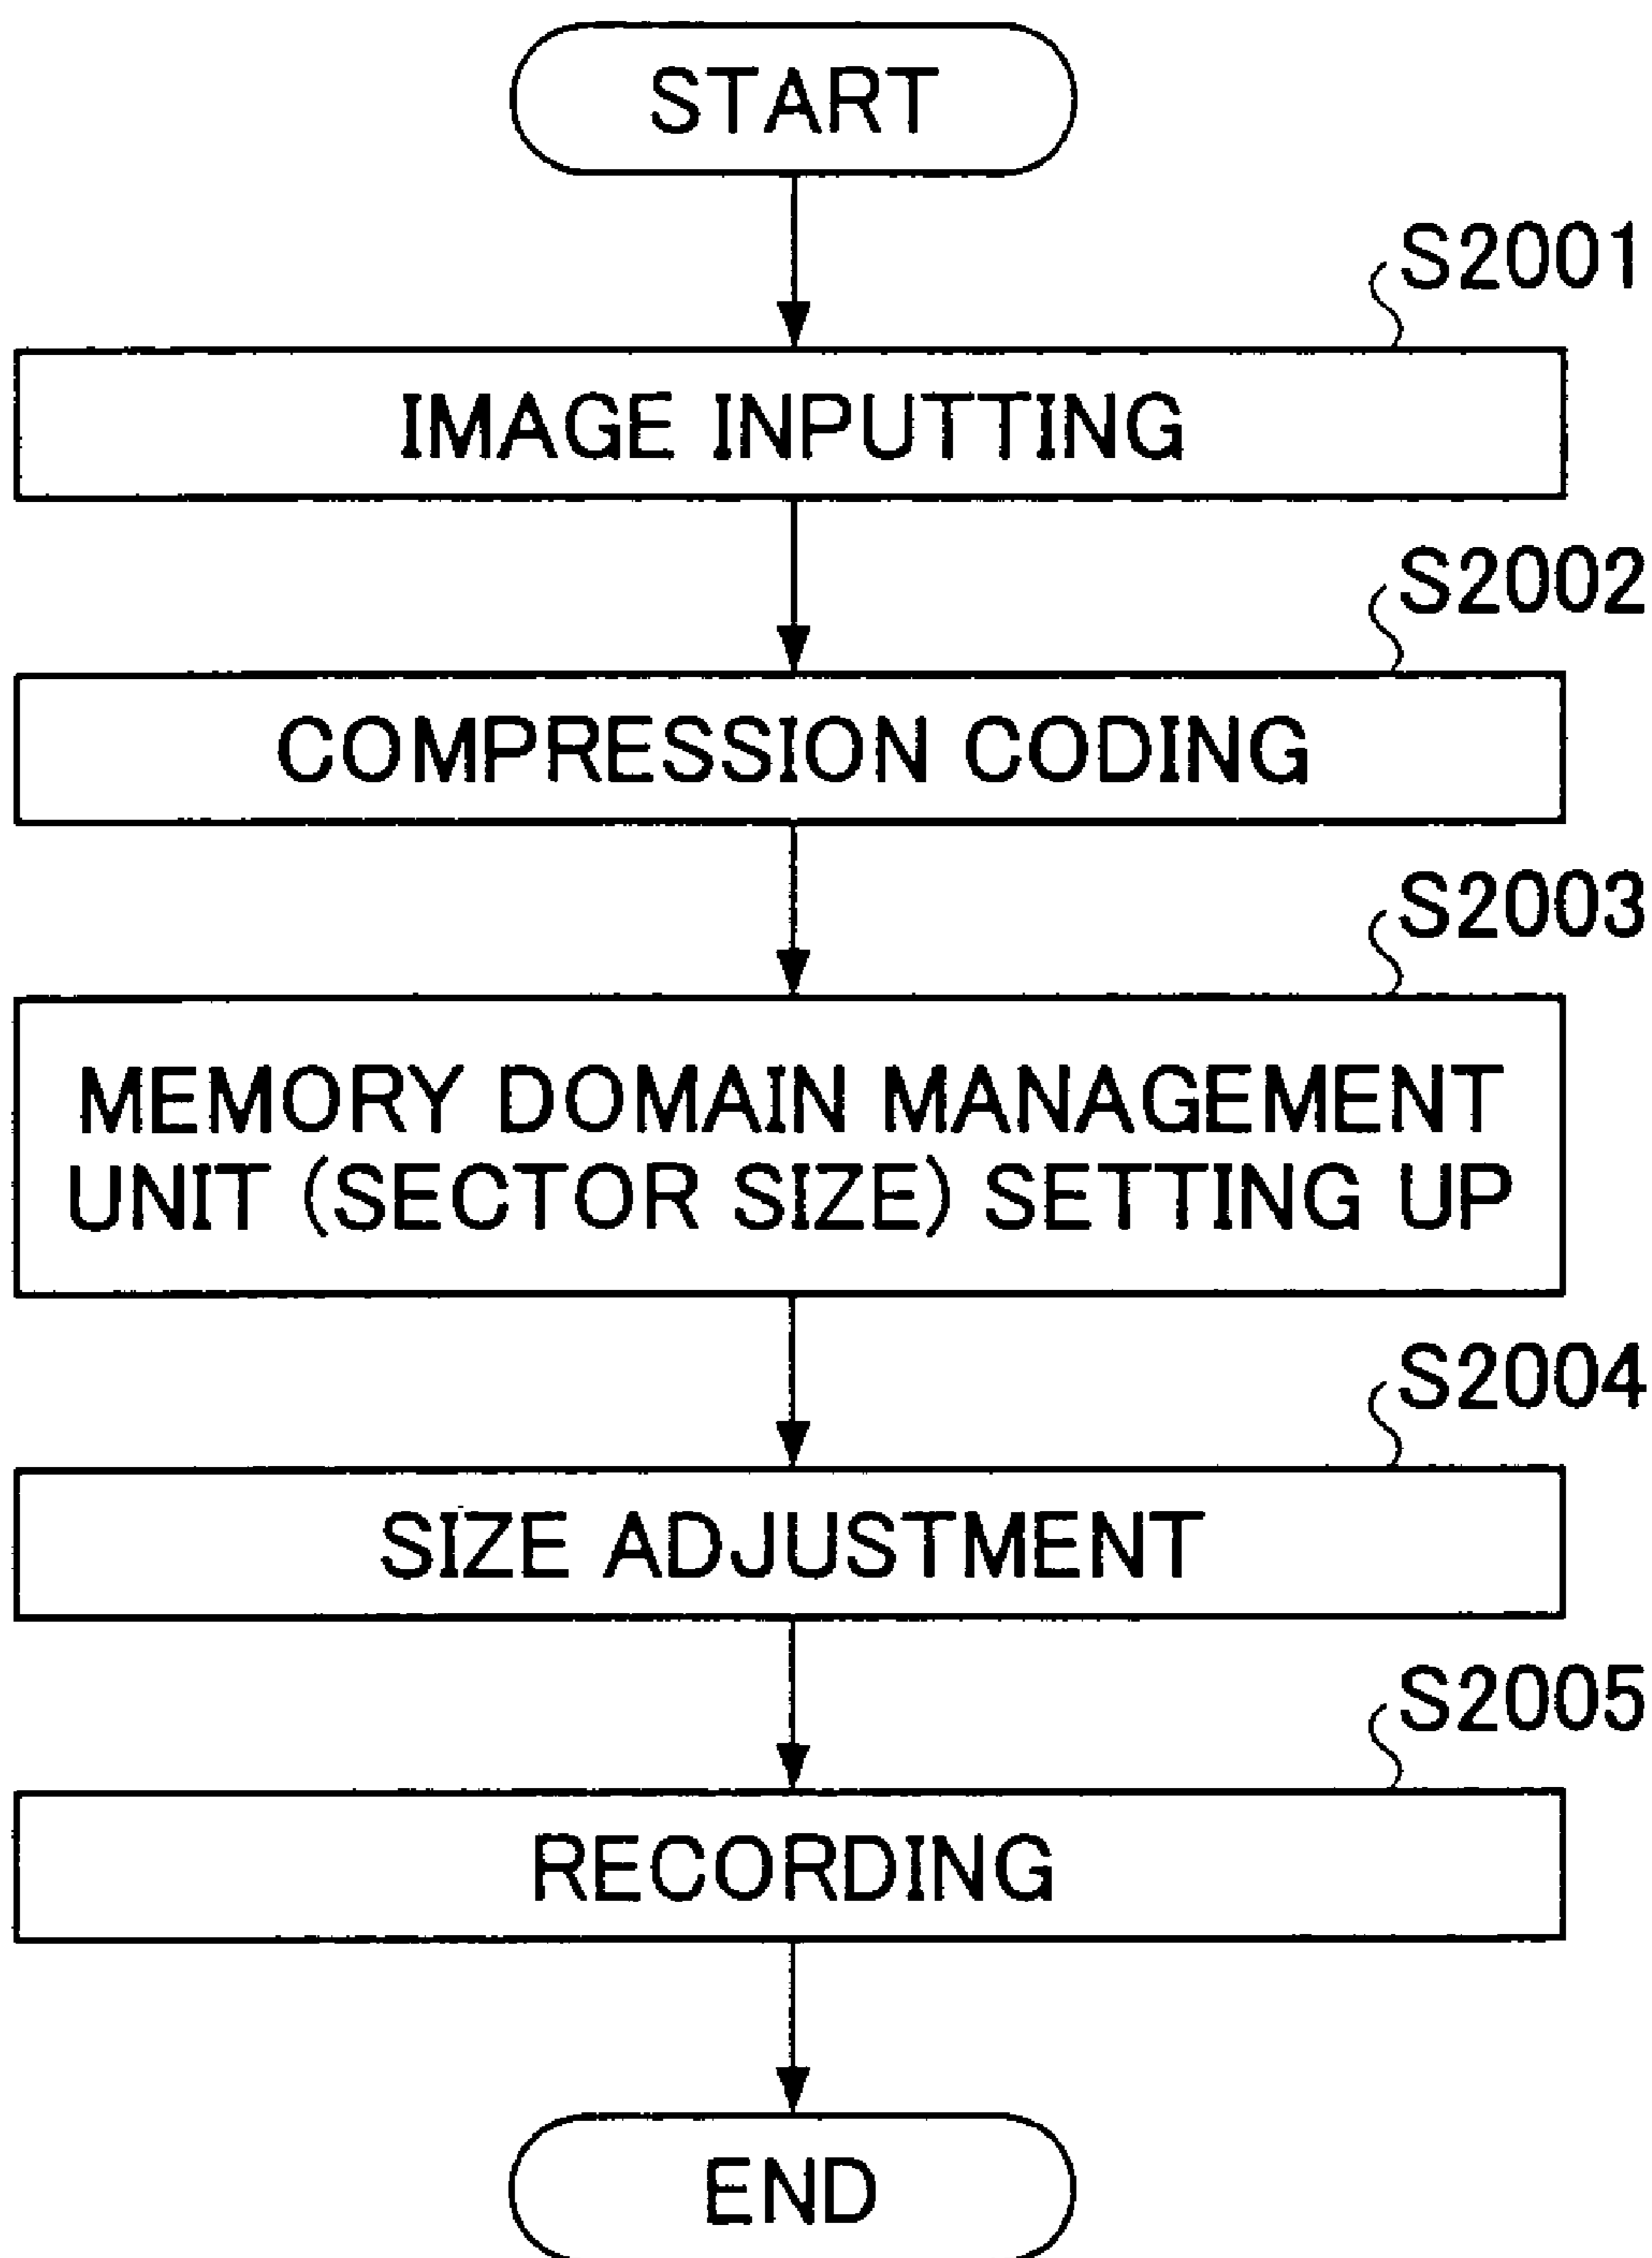 START
S2001
IMAGE INPUTTING
S2002
COMPRESSION CODING
S2003
MEMORY DOMAIN MANAGEMENT
UNIT (SECTOR SIZE) SETTING UP
S2004
SIZE ADJUSTMENT
S2005
RECORDING
END